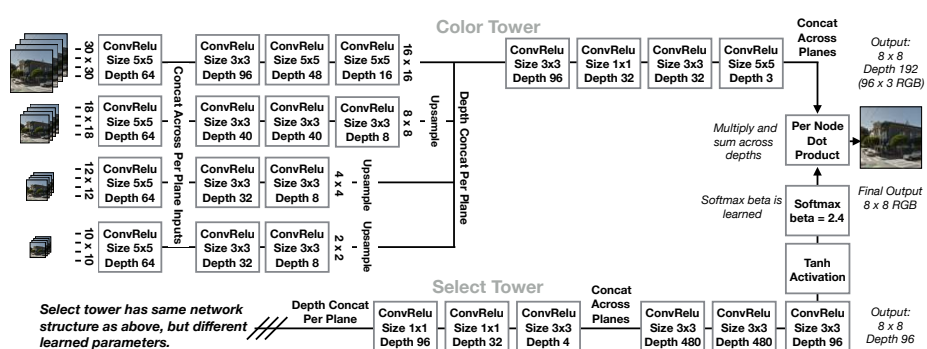 Color Tower
30 x 30
ConvRelu
Size 5x5
Depth 64
Concat Across Per Plane Inputs
ConvRelu
Size 3x3
Depth 96
ConvRelu
Size 5x5
Depth 48
ConvRelu
Size 5x5
Depth 16
16 x 16
18 x 18
ConvRelu
Size 5x5
Depth 64
ConvRelu
Size 3x3
Depth 40
ConvRelu
Size 3x3
Depth 40
ConvRelu
Size 3x3
Depth 8
8 x 8
Upsample
12 x 12
ConvRelu
Size 5x5
Depth 64
ConvRelu
Size 3x3
Depth 32
ConvRelu
Size 3x3
Depth 8
4 x 4
Upsample
10 x 10
ConvRelu
Size 5x5
Depth 64
ConvRelu
Size 3x3
Depth 32
ConvRelu
Size 3x3
Depth 8
2 x 2
Upsample
Depth Concat Per Plane
ConvRelu
Size 3x3
Depth 96
ConvRelu
Size 1x1
Depth 32
ConvRelu
Size 3x3
Depth 32
ConvRelu
Size 5x5
Depth 3
Concat
Across
Planes
Output:
8 x 8
Depth 192
(96 x 3 RGB)
Multiply and
sum across
depths
Per Node
Dot
Product
Final Output
8 x 8 RGB
Softmax beta is
learned
Softmax
beta = 2.4
Tanh
Activation
Select Tower
Select tower has same network
structure as above, but different
learned parameters.
Depth Concat
Per Plane
ConvRelu
Size 1x1
Depth 96
ConvRelu
Size 1x1
Depth 32
ConvRelu
Size 3x3
Depth 4
Concat
Across
Planes
ConvRelu
Size 3x3
Depth 480
ConvRelu
Size 3x3
Depth 480
ConvRelu
Size 3x3
Depth 96
Output:
8 x 8
Depth 96